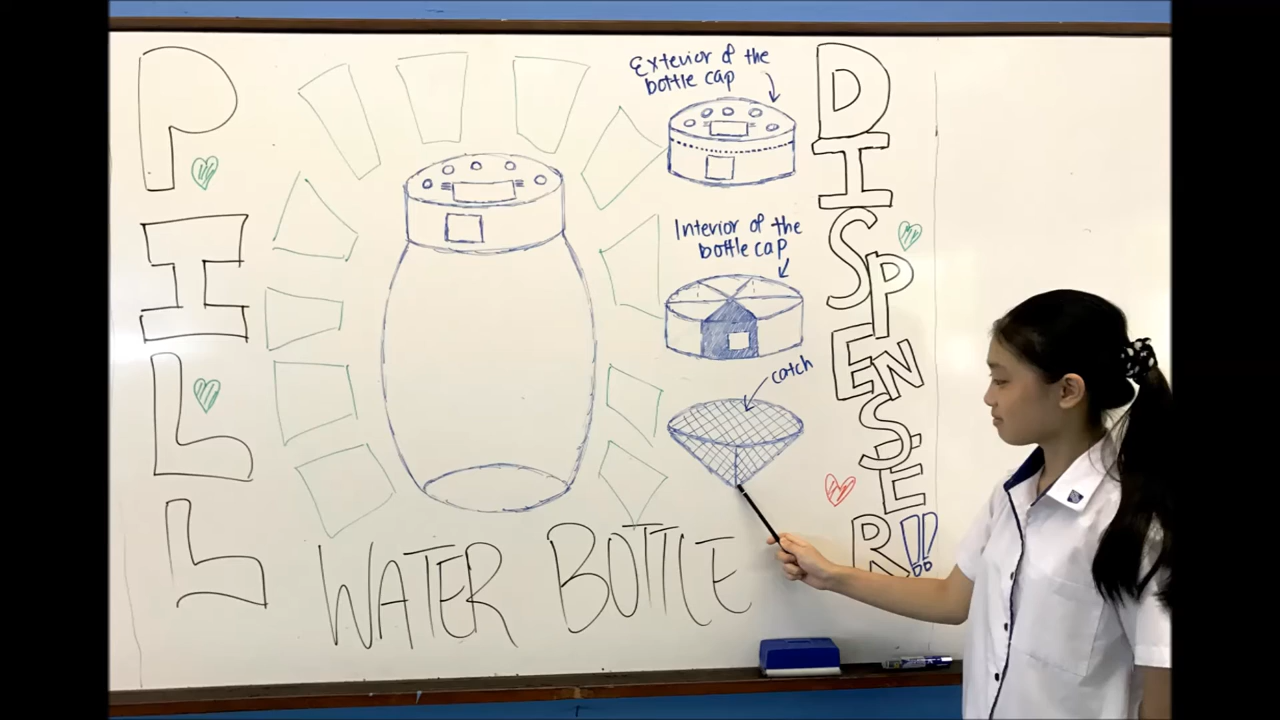 PILL
DISPENSER!!
WATER BOTTLE
Exterior of the
bottle cap
Interior of the
bottle cap
catch